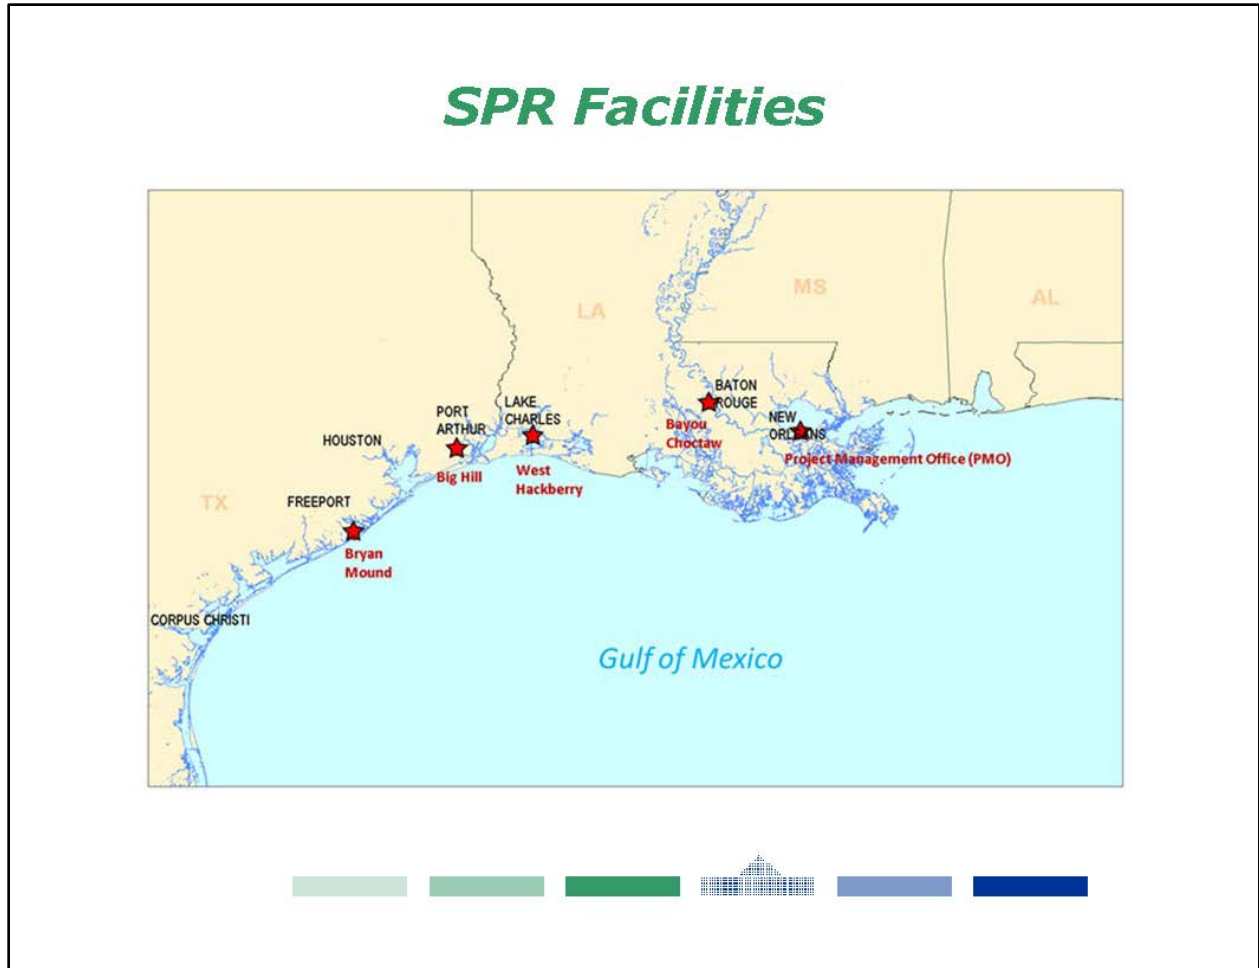 SPR Facilities
MS
AL
LA
BATON
ROUGE
LAKE
CHARLES
PORT
ARTHUR
NEW
ORLEANS
Bayou
Choctaw
HOUSTON
Project Management Office (PMO)
Big Hill
West
Hackberry
TX
FREEPORT
Bryan
Mound
CORPUS CHRISTI
Gulf of Mexico